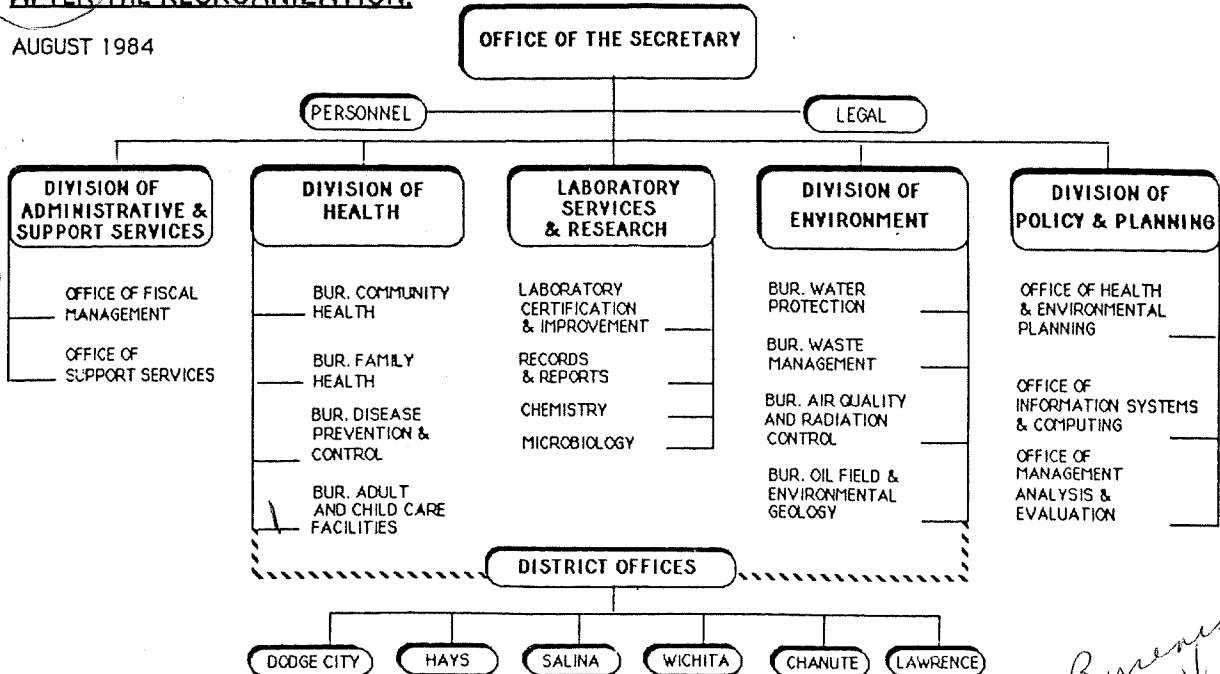 AFTER THE REORGANIZATION.
AUGUST 1984
OFFICE OF THE SECRETARY
PERSONNEL
LEGAL
DIVISION OF
ADMINISTRATIVE &
SUPPORT SERVICES
OFFICE OF FISCAL
MANAGEMENT
OFFICE OF
SUPPORT SERVICES
DIVISION OF
HEALTH
BUR. COMMUNITY
HEALTH
BUR. FAMILY
HEALTH
BUR. DISEASE
PREVENTION &
CONTROL
BUR. ADULT
AND CHILD CARE
FACILITIES
LABORATORY
SERVICES
& RESEARCH
LABORATORY
CERTIFICATION
& IMPROVEMENT
RECORDS
& REPORTS
CHEMISTRY
MICROBIOLOGY
DIVISION OF
ENVIRONMENT
BUR. WATER
PROTECTION
BUR. WASTE
MANAGEMENT
BUR. AIR QUALITY
AND RADIATION
CONTROL
BUR. OIL FIELD &
ENVIRONMENTAL
GEOLOGY
DIVISION OF
POLICY & PLANNING
OFFICE OF HEALTH
& ENVIRONMENTAL
PLANNING
OFFICE OF
INFORMATION SYSTEMS
& COMPUTING
OFFICE OF
MANAGEMENT
ANALYSIS &
EVALUATION
DISTRICT OFFICES
DODGE CITY
HAYS
SALINA
WICHITA
CHANUTE
LAWRENCE